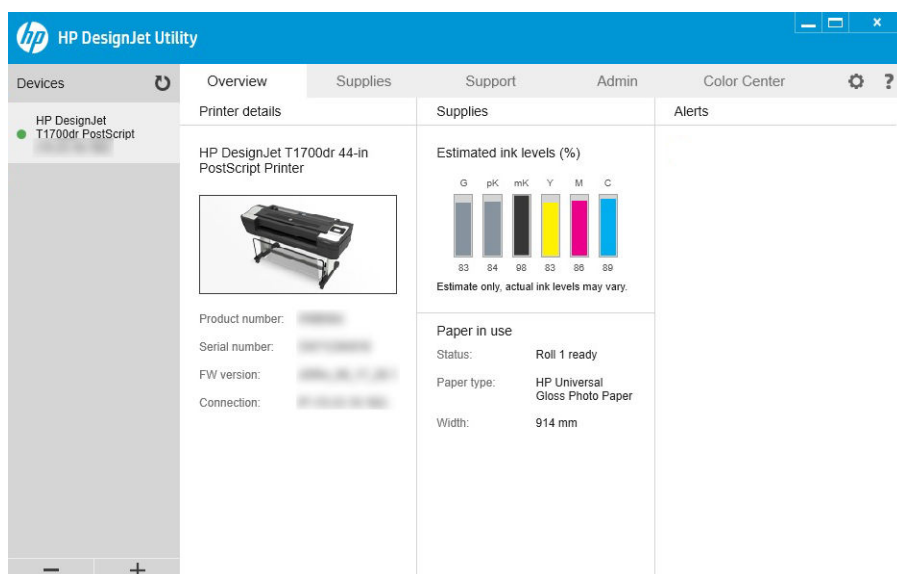 hp HP DesignJet Utility
Devices
HP DesignJet
T1700dr PostScript
Overview Supplies Support Admin Color Center ?
Printer details
HP DesignJet T1700dr 44-in
PostScript Printer
Product number:
Serial number:
FW version:
Connection:
Supplies
Estimated ink levels (%)
G pK mK Y M C
83 84 98 83 86 89
Estimate only, actual ink levels may vary.
Paper in use
Status: Roll 1 ready
Paper type: HP Universal
Gloss Photo Paper
Width: 914 mm
Alerts